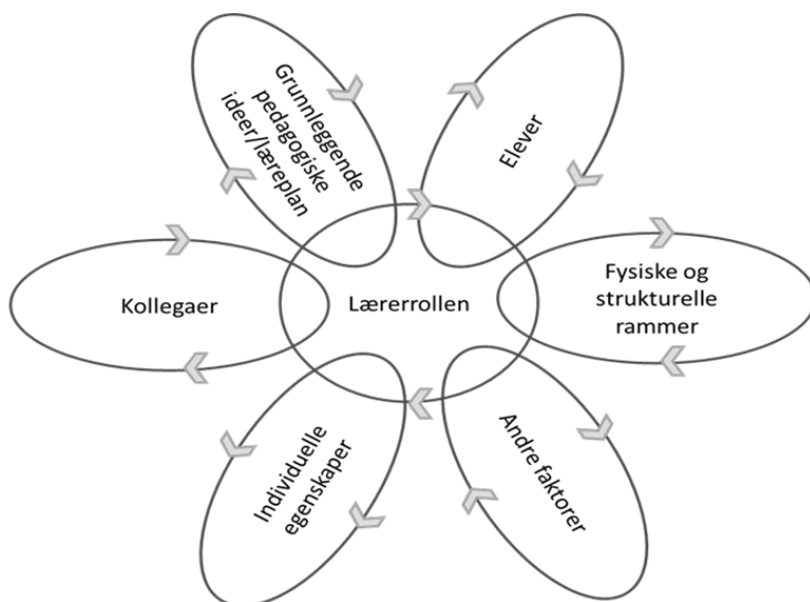 Grunnleggende
pedagogiske
ideer/læreplan
Elever
Kollegaer
Lærerrollen
Fysiske og
strukturelle
rammer
Individuelle
egenskaper
Andre faktorer